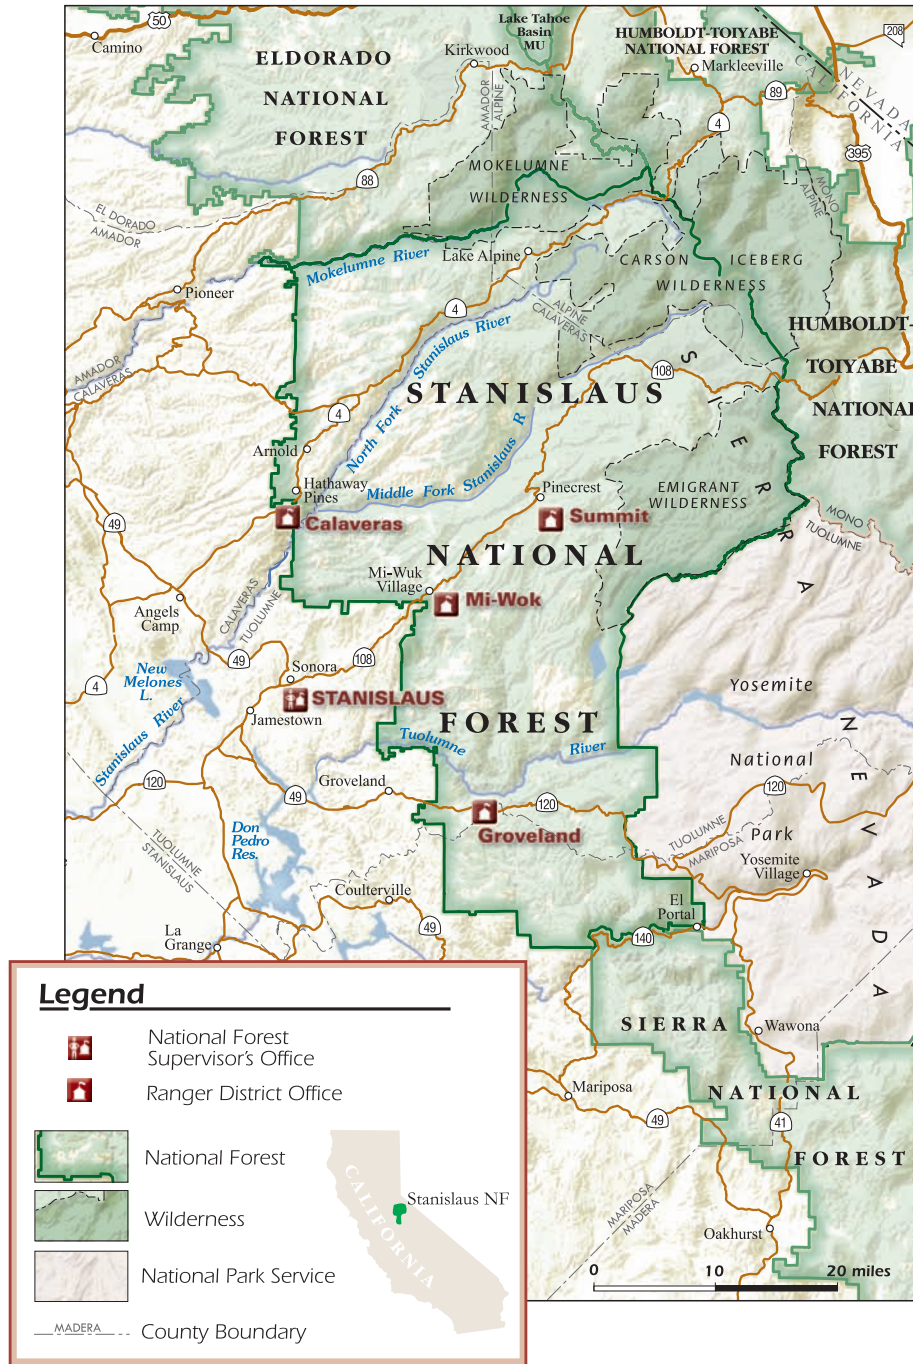 50
Camino
ELDORADO
NATIONAL
FOREST
Kirkwood
Lake Tahoe
Basin
MU
HUMBOLDT-TOIYABE
NATIONAL FOREST
Markleeville
208
NEVADA
CALIFORNIA
89
4
395
AMADOR
ALPINE
MOKELUMNE
WILDERNESS
88
EL DORADO
AMADOR
MONO
ALPINE
Mokelumne River
Lake Alpine
CARSON ICEBERG
WILDERNESS
Pioneer
4
ALPINE
CALAVERAS
North Fork Stanislaus River
HUMBOLDT-
TOIYABE
NATIONAL
FOREST
AMADOR
CALAVERAS
STANISLAUS
108
4
Arnold
Middle Fork Stanislaus R
Hathaway
Pines
Pinecrest
EMIGRANT
WILDERNESS
SIERRA
Calaveras
Summit
49
MONO
TUOLUMNE
NATIONAL
Mi-Wuk
Village
Mi-Wok
CALAVERAS
TUOLUMNE
Angels
Camp
49
108
Sonora
New
Melones
L.
4
STANISLAUS
Jamestown
Stanislaus River
Yosemite
NEVADA
FOREST
Tuolumne River
National
120
49
Groveland
120
120
Groveland
Don
Pedro
Res.
TUOLUMNE
MARIPOSA
Park
Yosemite
Village
TUOLUMNE
STANISLAUS
Coulterville
49
El
Portal
La
Grange
140
SIERRA
Wawona
NATIONAL
Mariposa
49
41
FOREST
MARIPOSA
MADERA
Oakhurst
0 10 20 miles
Legend
National Forest
Supervisor's Office
Ranger District Office
National Forest
Wilderness
National Park Service
MADERA County Boundary
CALIFORNIA
Stanislaus NF